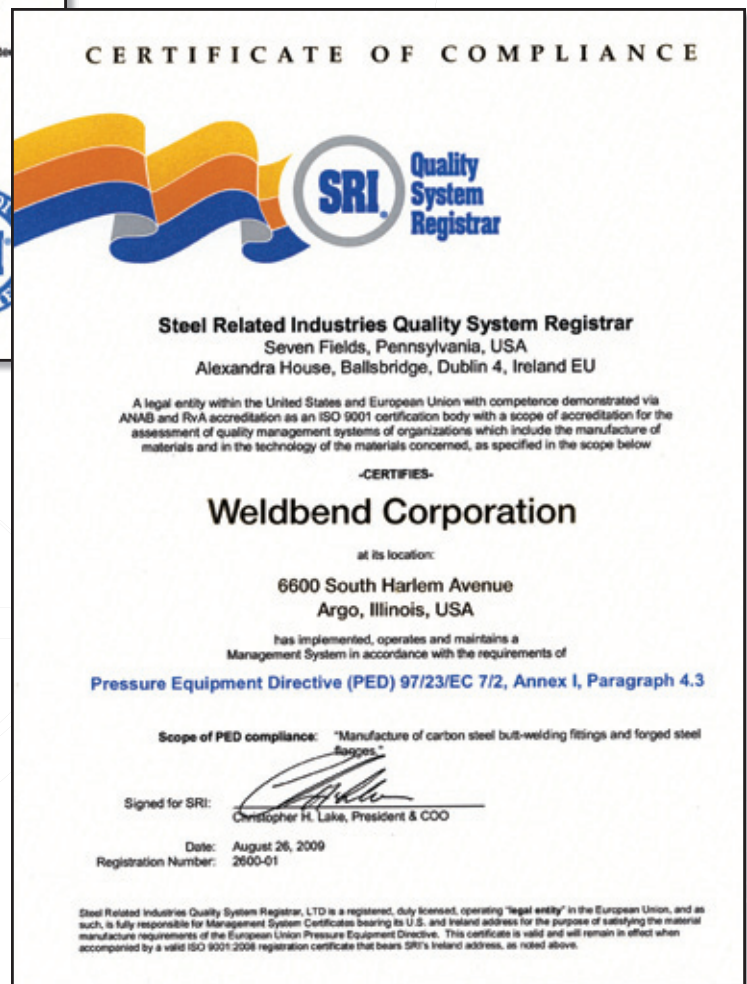 CERTIFICATE OF COMPLIANCE
SRI
Quality
System
Registrar
Steel Related Industries Quality System Registrar
Seven Fields, Pennsylvania, USA
Alexandra House, Ballsbridge, Dublin 4, Ireland EU
A legal entity within the United States and European Union with competence demonstrated via
ANAB and RvA accreditation as an ISO 9001 certification body with a scope of accreditation for the
assessment of quality management systems of organizations which include the manufacture of
materials and in the technology of the materials concerned, as specified in the scope below
-CERTIFIES-
Weldbend Corporation
at its location:
6600 South Harlem Avenue
Argo, Illinois, USA
has implemented, operates and maintains a
Management System in accordance with the requirements of
Pressure Equipment Directive (PED) 97/23/EC 7/2, Annex I, Paragraph 4.3
Scope of PED compliance: "Manufacture of carbon steel butt-welding fittings and forged steel
flanges."
Signed for SRI:
Christopher H. Lake, President & COO
Date: August 26, 2009
Registration Number: 2600-01
Steel Related Industries Quality System Registrar, LTD is a registered, duly licensed, operating "legal entity" in the European Union, and as
such, is fully responsible for Management System Certificates bearing its U.S. and Ireland address for the purpose of satisfying the material
manufacture requirements of the European Union Pressure Equipment Directive. This certificate is valid and will remain in effect when
accompanied by a valid ISO 9001:2008 registration certificate that bears SRI's Ireland address, as noted above.